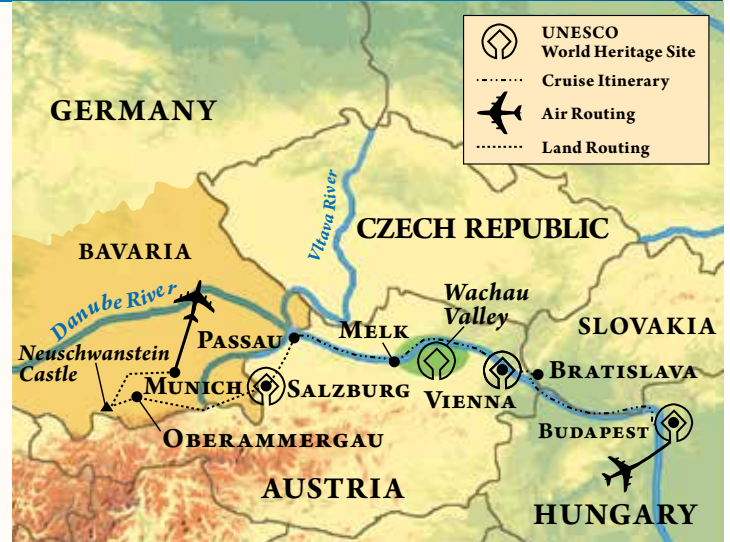 UNESCO
World Heritage Site
Cruise Itinerary
Air Routing
Land Routing
GERMANY
Vltava River
CZECH REPUBLIC
BAVARIA
Danube River
Wachau
Valley
SLOVAKIA
PASSAU
MELK
Neuschwanstein
Castle
MUNICH
SALZBURG
VIENNA
BRATISLAVA
OBERAMMERGAU
BUDAPEST
AUSTRIA
HUNGARY